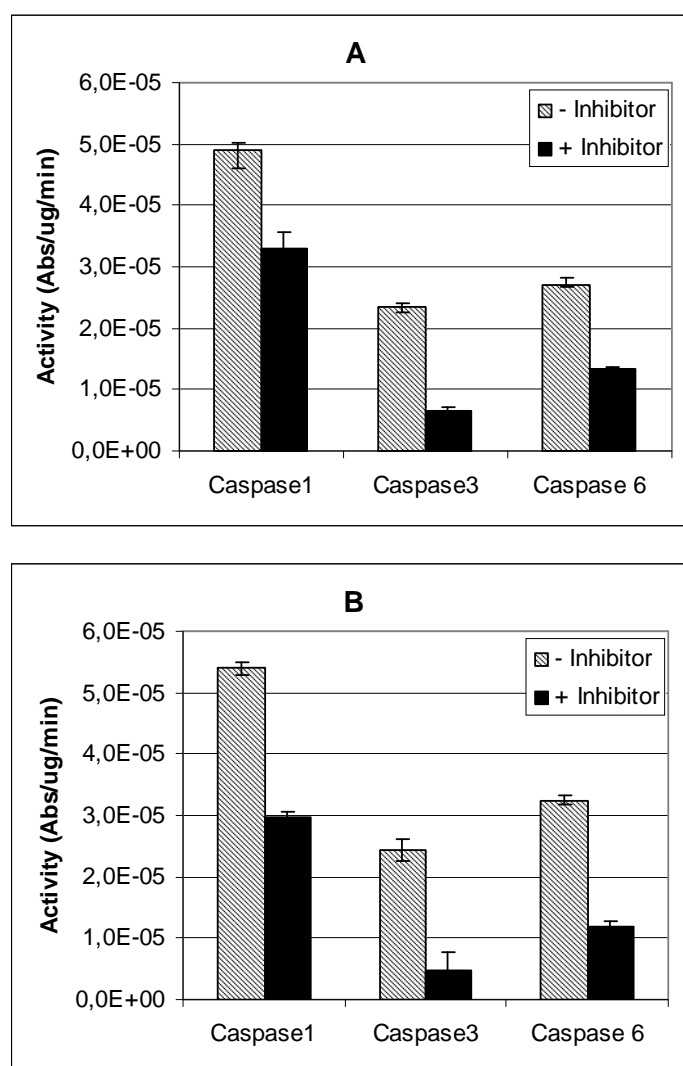 A
6,0E-05
5,0E-05
4,0E-05
3,0E-05
2,0E-05
1,0E-05
0,0E+00
Activity (Abs/ug/min)
- Inhibitor
+ Inhibitor
Caspase1 Caspase3 Caspase 6
B
6,0E-05
5,0E-05
4,0E-05
3,0E-05
2,0E-05
1,0E-05
0,0E+00
Activity (Abs/ug/min)
- Inhibitor
+ Inhibitor
Caspase1 Caspase3 Caspase 6